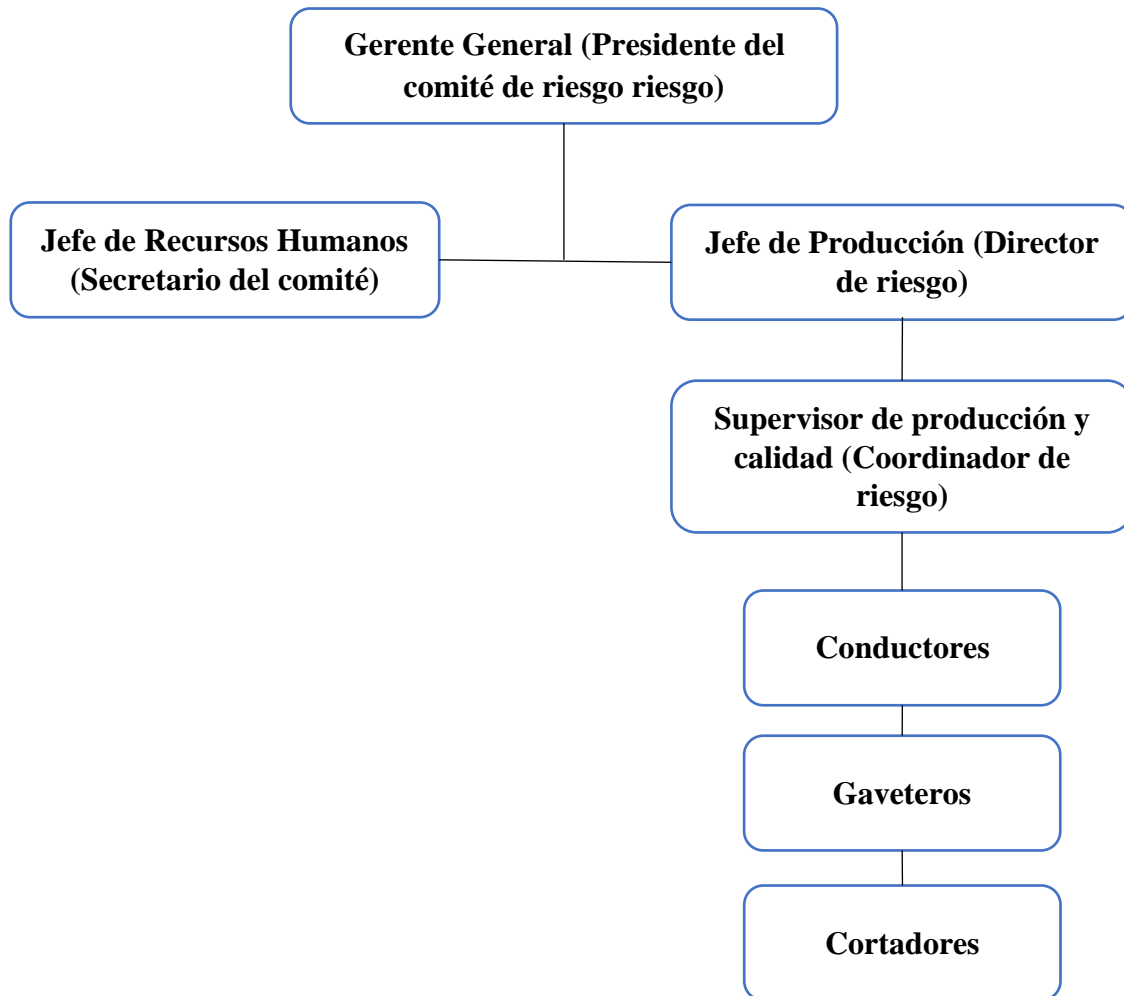 Gerente General (Presidente del
comité de riesgo riesgo)
Jefe de Recursos Humanos
(Secretario del comité)
Jefe de Producción (Director
de riesgo)
Supervisor de producción y
calidad (Coordinador de
riesgo)
Conductores
Gaveteros
Cortadores